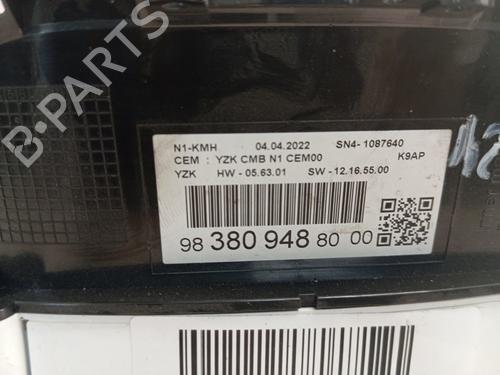 N1-KMH 04.04.2022 SN4- 1087640
CEM : YZK CMB N1 CEM00 K9AP
YZK HW - 05.63.01 SW - 12.16.55.00
98 380 948 80 00
B-PARTS